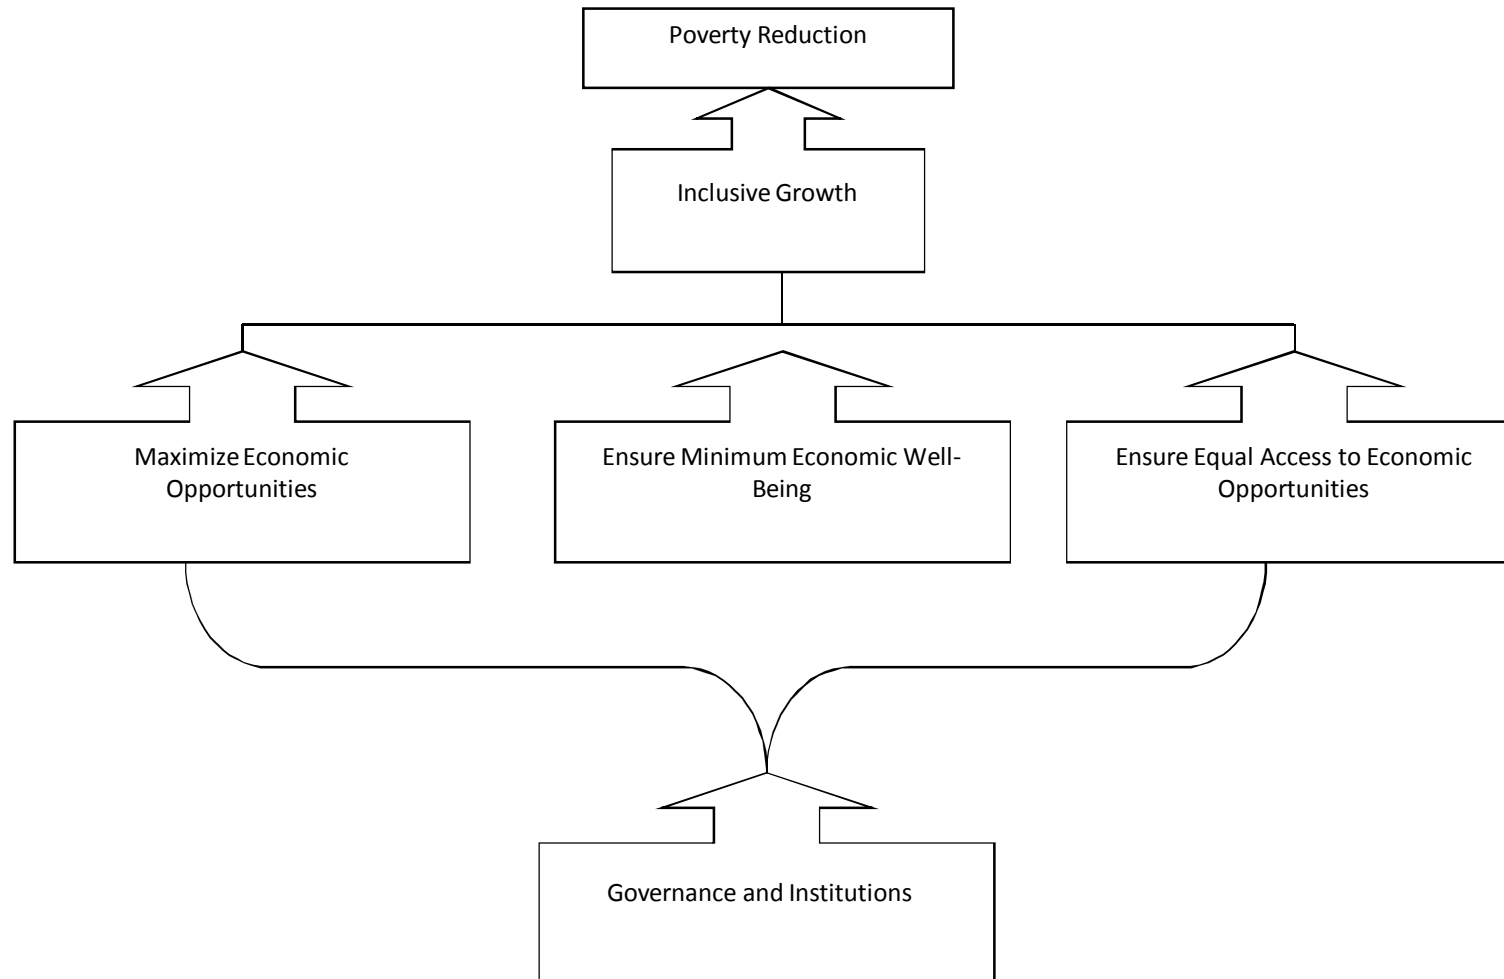 Poverty Reduction
Inclusive Growth
Maximize Economic
Opportunities
Ensure Minimum Economic Well-
Being
Ensure Equal Access to Economic
Opportunities
Governance and Institutions